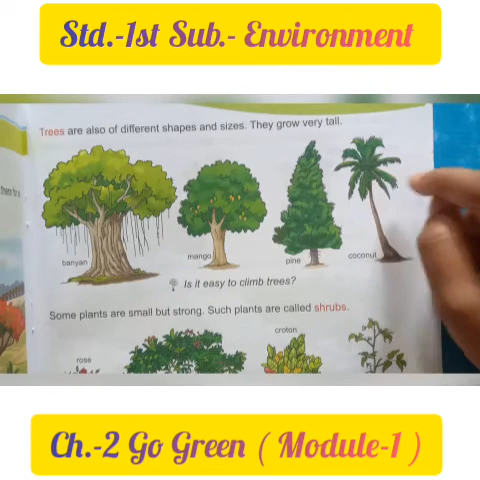 Std.-1st Sub.- Environment
Trees are also of different shapes and sizes. They grow very tall.
banyan
mango
pine
coconut
Is it easy to climb trees?
Some plants are small but strong. Such plants are called shrubs.
croton
rose
Ch.-2 Go Green ( Module-1 )